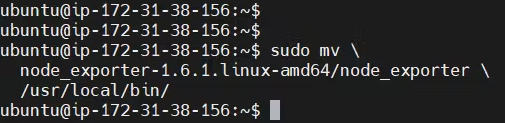 ubuntu@ip-172-31-38-156:~$
ubuntu@ip-172-31-38-156:~$
ubuntu@ip-172-31-38-156:~$ sudo mv \
  node_exporter-1.6.1.linux-amd64/node_exporter \
  /usr/local/bin/
ubuntu@ip-172-31-38-156:~$